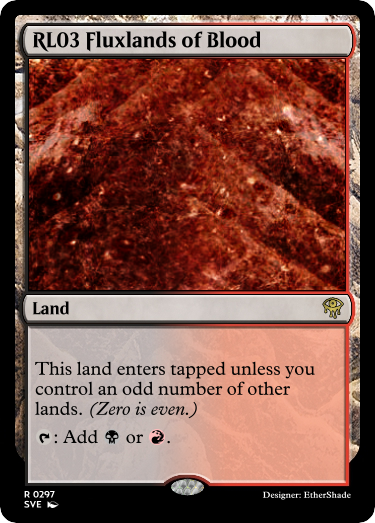 RL03 Fluxlands of Blood
Land
This land enters tapped unless you
control an odd number of other
lands. (Zero is even.)
: Add or .
R 0297
SVE
Designer: EtherShade